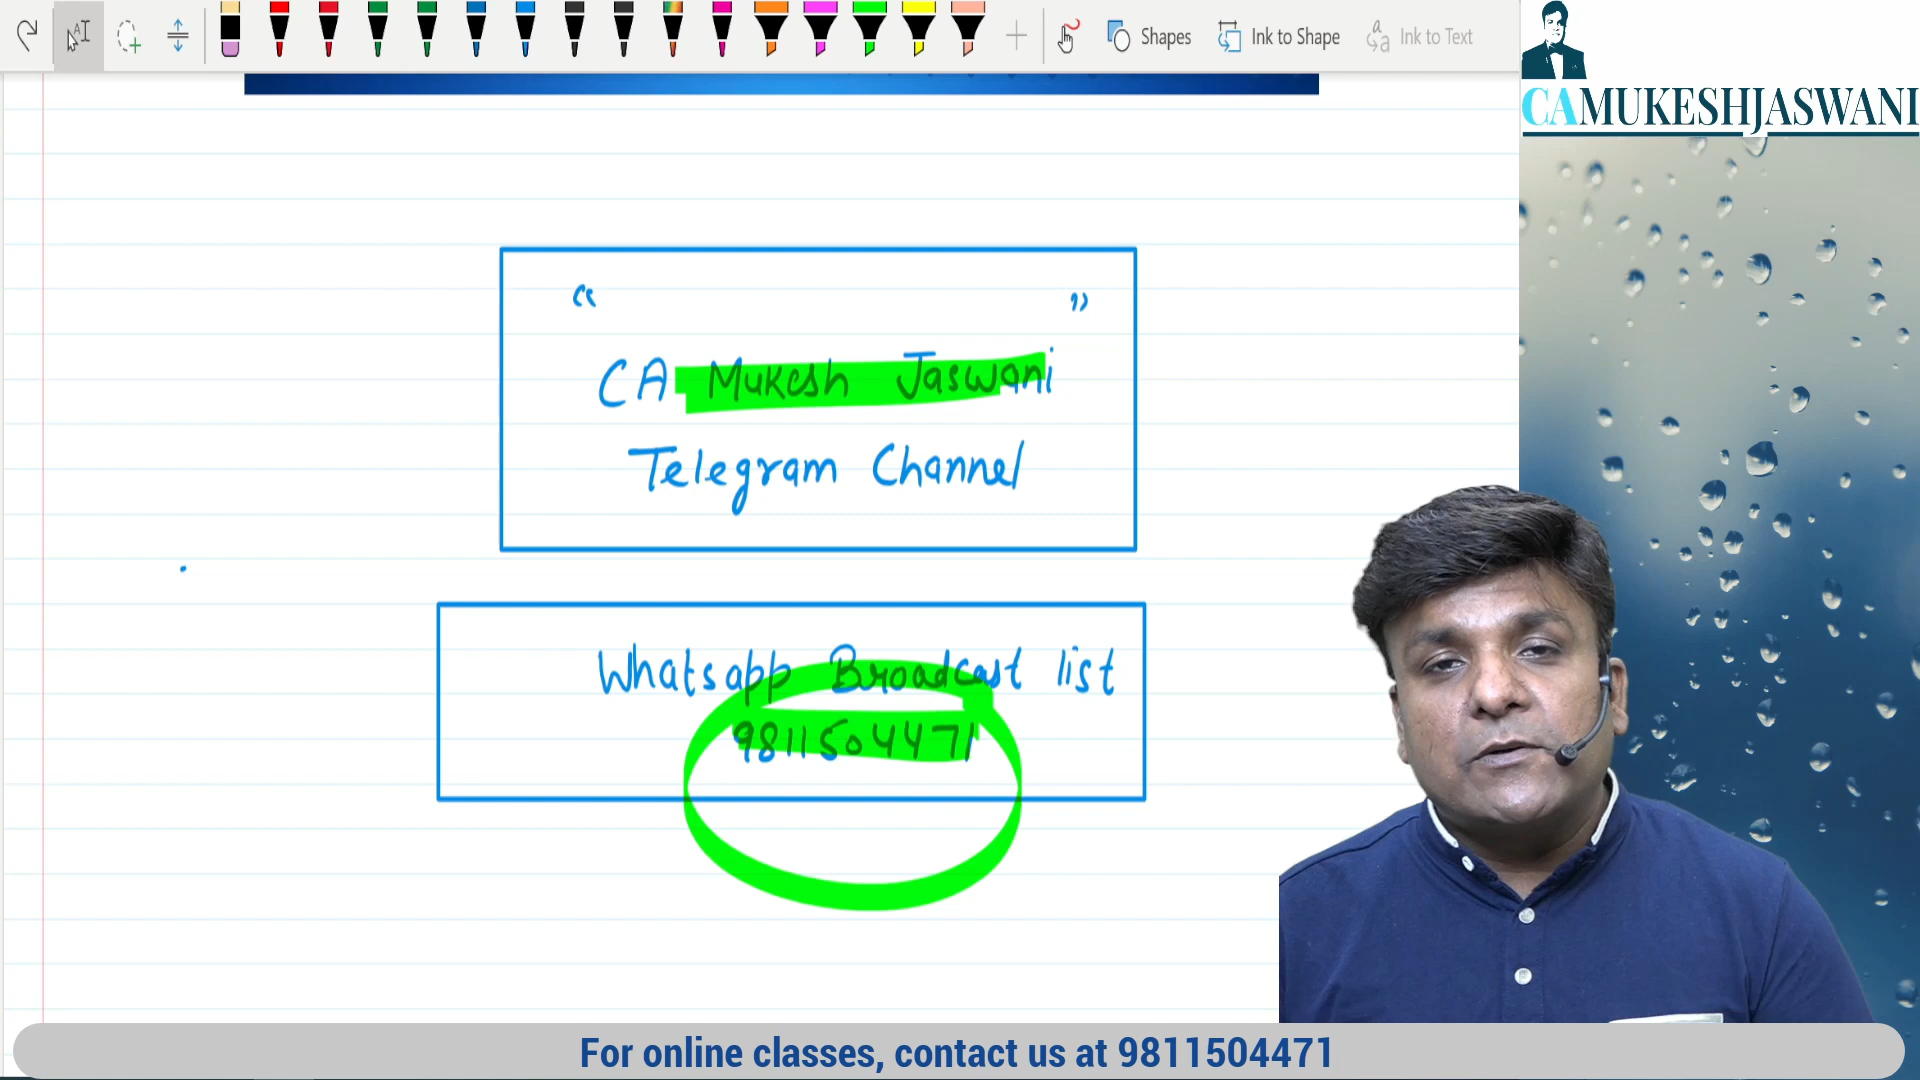 Shapes
Ink to Shape
Ink to Text
CAMUKESHJASWANI
“ ”
CA Mukesh Jaswani
Telegram Channel
Whatsapp Broadcast list
9811504471
For online classes, contact us at 9811504471